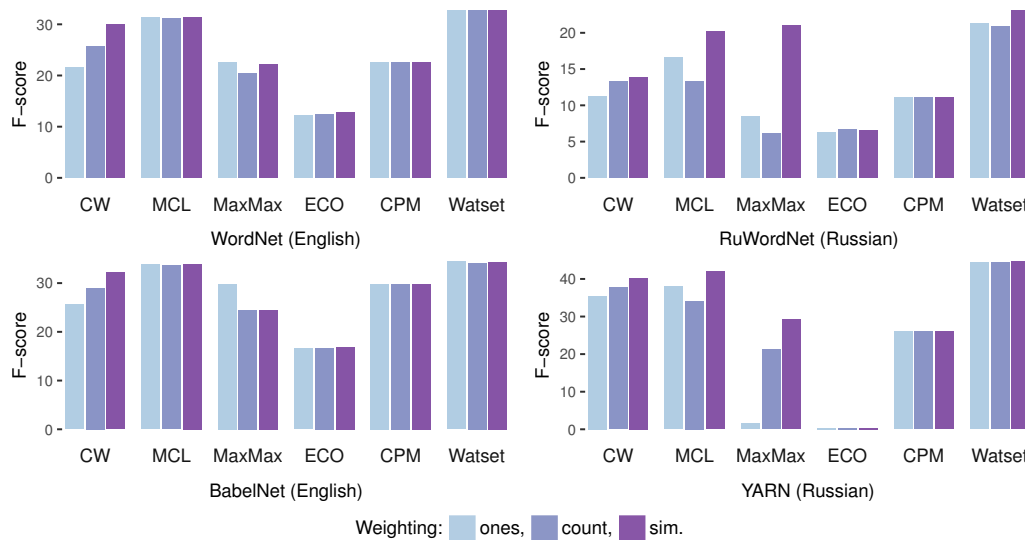 F−score
30
20
10
0
CW MCL MaxMax ECO CPM Watset
WordNet (English)
F−score
20
15
10
5
0
CW MCL MaxMax ECO CPM Watset
RuWordNet (Russian)
F−score
30
20
10
0
CW MCL MaxMax ECO CPM Watset
BabelNet (English)
F−score
40
30
20
10
0
CW MCL MaxMax ECO CPM Watset
YARN (Russian)
Weighting: ones, count, sim.